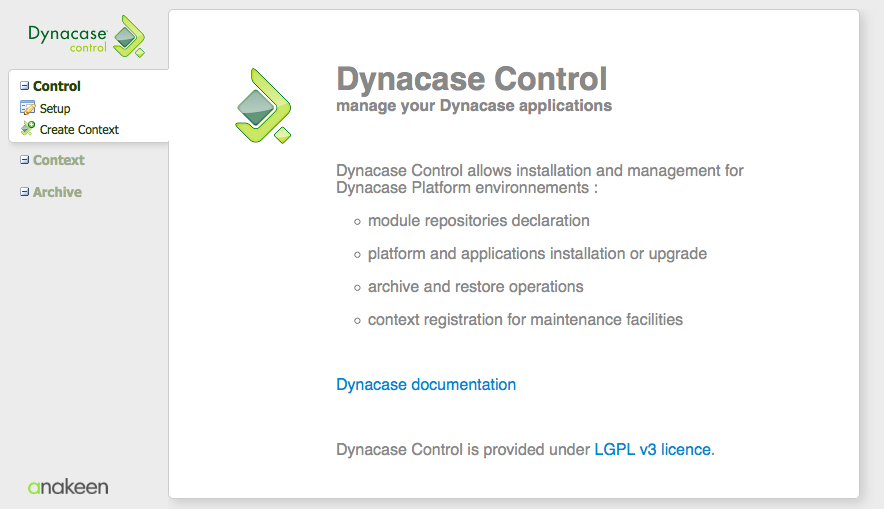 Dynacase
control
Control
Setup
Create Context
Context
Archive
anakeen
Dynacase Control
manage your Dynacase applications
Dynacase Control allows installation and management for
Dynacase Platform environnements :
module repositories declaration
platform and applications installation or upgrade
archive and restore operations
context registration for maintenance facilities
Dynacase documentation
Dynacase Control is provided under LGPL v3 licence.